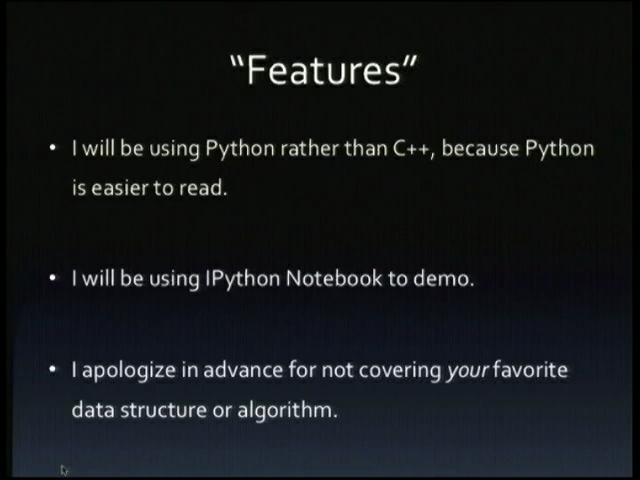 “Features”
• I will be using Python rather than C++, because Python
is easier to read.
• I will be using IPython Notebook to demo.
• I apologize in advance for not covering your favorite
data structure or algorithm.